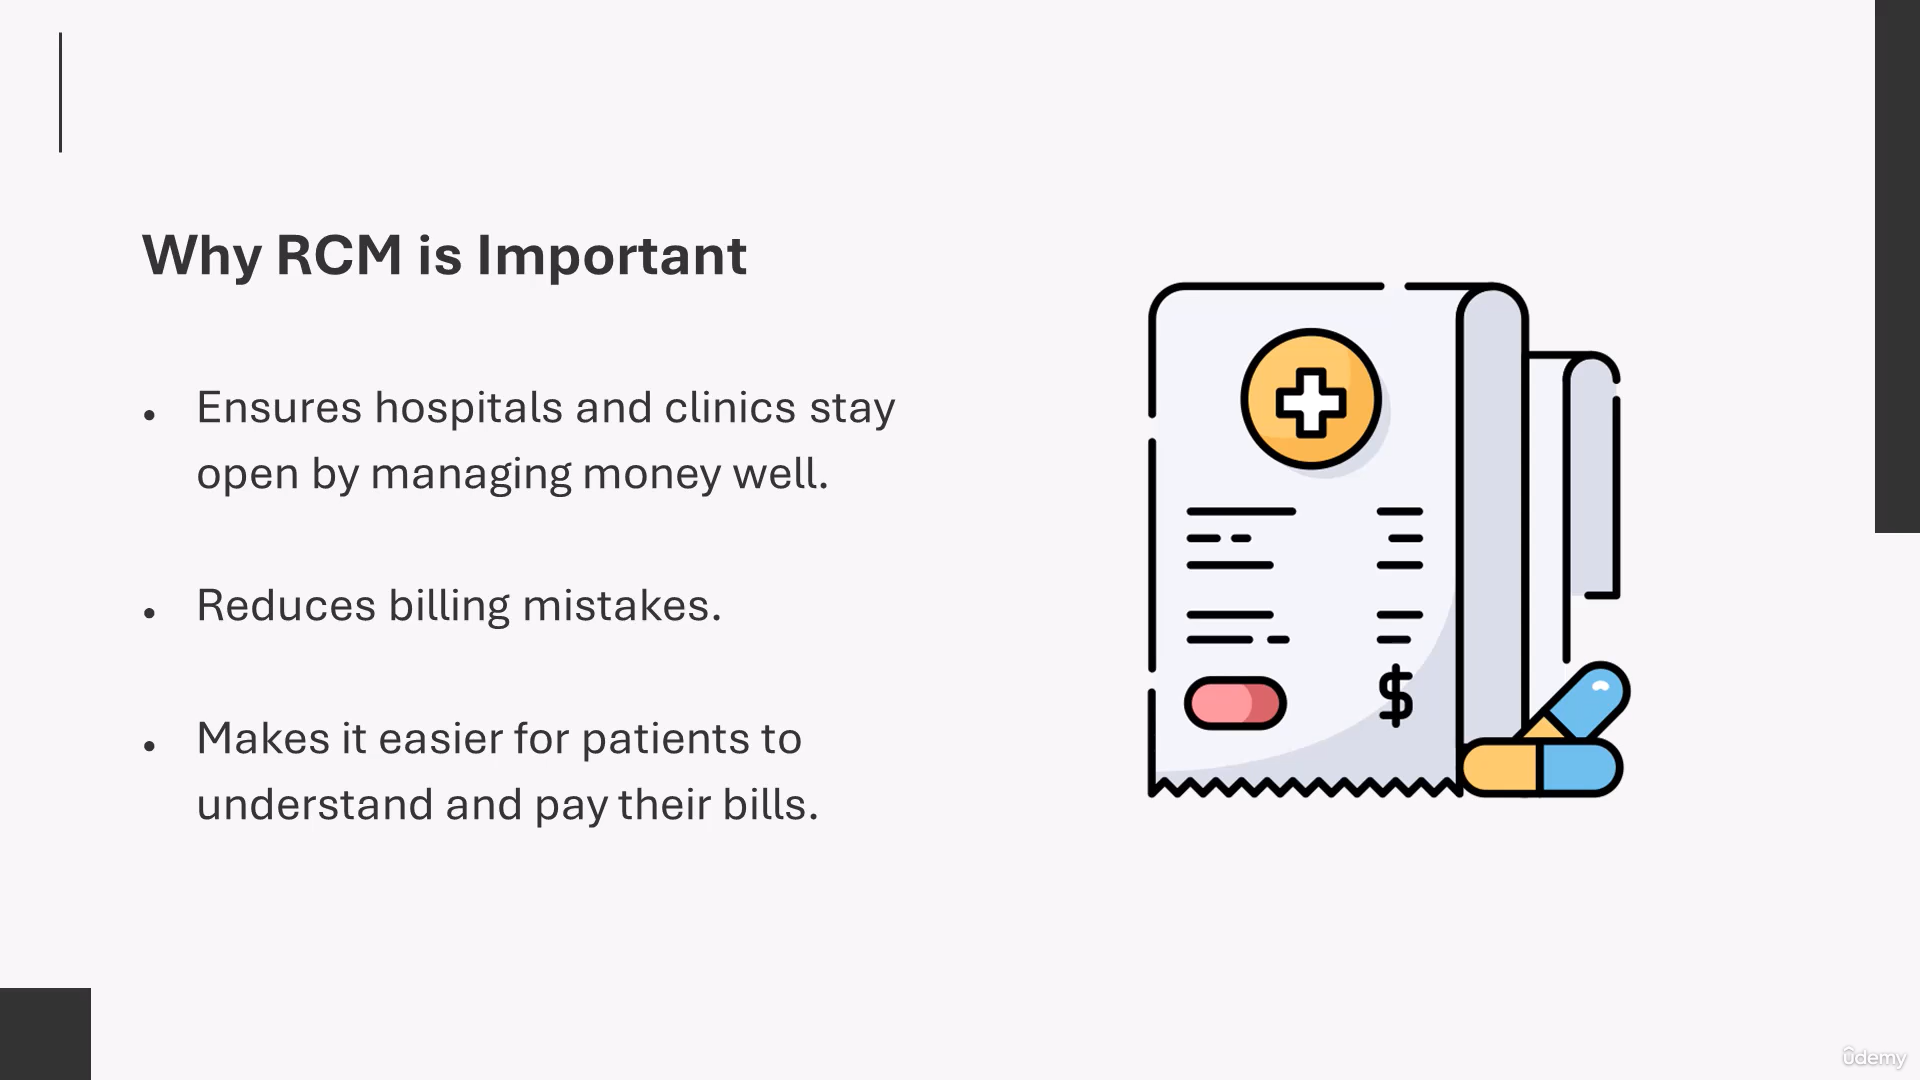 Why RCM is Important
• Ensures hospitals and clinics stay
open by managing money well.
• Reduces billing mistakes.
• Makes it easier for patients to
understand and pay their bills.
$
ûdemy